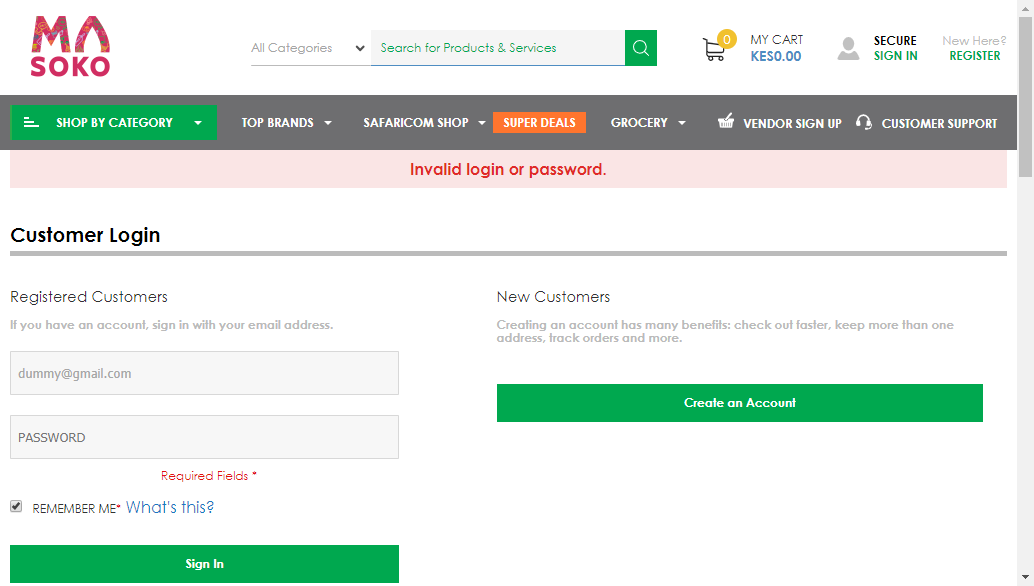 MA
SOKO
All Categories
Search for Products & Services
0
MY CART
KES0.00
SECURE
SIGN IN
New Here?
REGISTER
SHOP BY CATEGORY
TOP BRANDS
SAFARICOM SHOP
SUPER DEALS
GROCERY
VENDOR SIGN UP
CUSTOMER SUPPORT
Invalid login or password.
Customer Login
Registered Customers
If you have an account, sign in with your email address.
dummy@gmail.com
PASSWORD
Required Fields *
REMEMBER ME* What's this?
Sign In
New Customers
Creating an account has many benefits: check out faster, keep more than one
address, track orders and more.
Create an Account